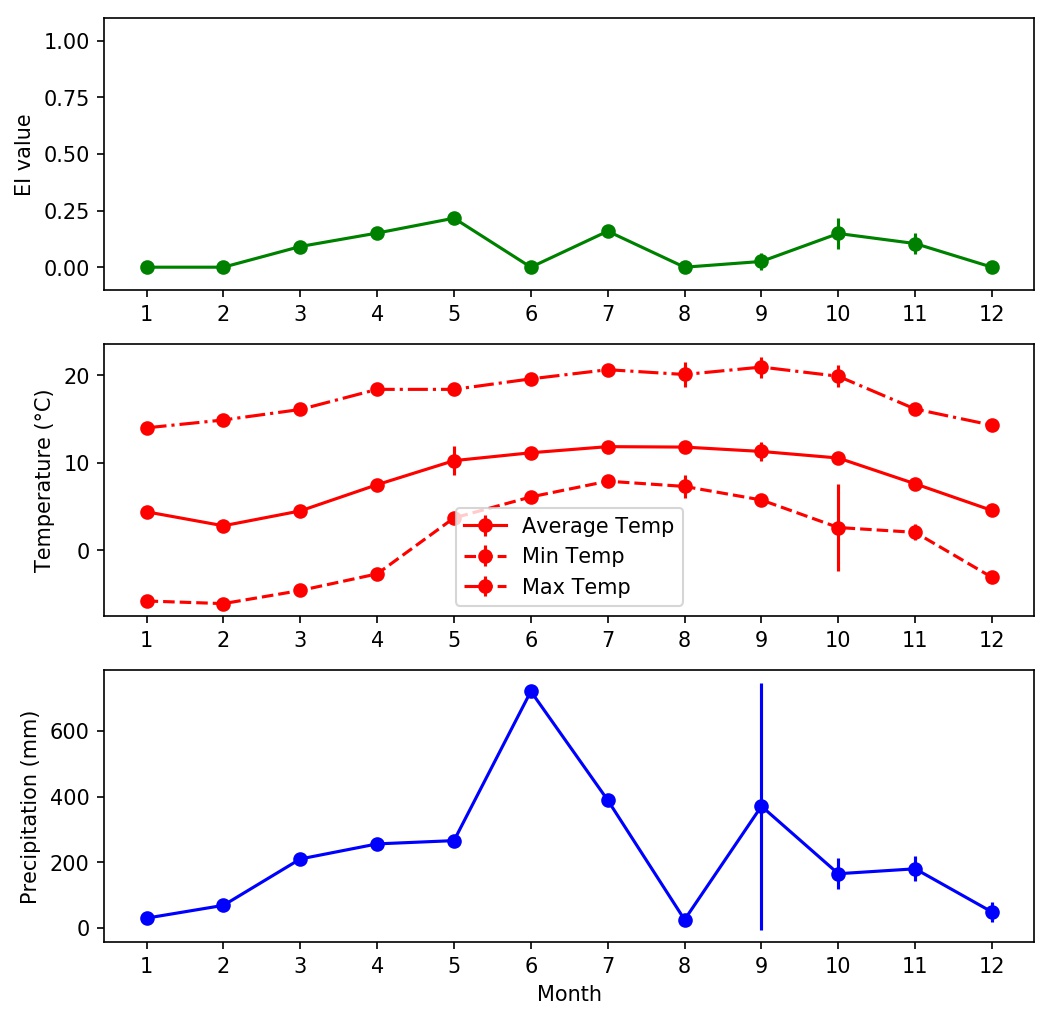 EI value
1.00
0.75
0.50
0.25
0.00
1 2 3 4 5 6 7 8 9 10 11 12
Temperature (°C)
20
10
0
Average Temp
Min Temp
Max Temp
1 2 3 4 5 6 7 8 9 10 11 12
Precipitation (mm)
600
400
200
0
1 2 3 4 5 6 7 8 9 10 11 12
Month